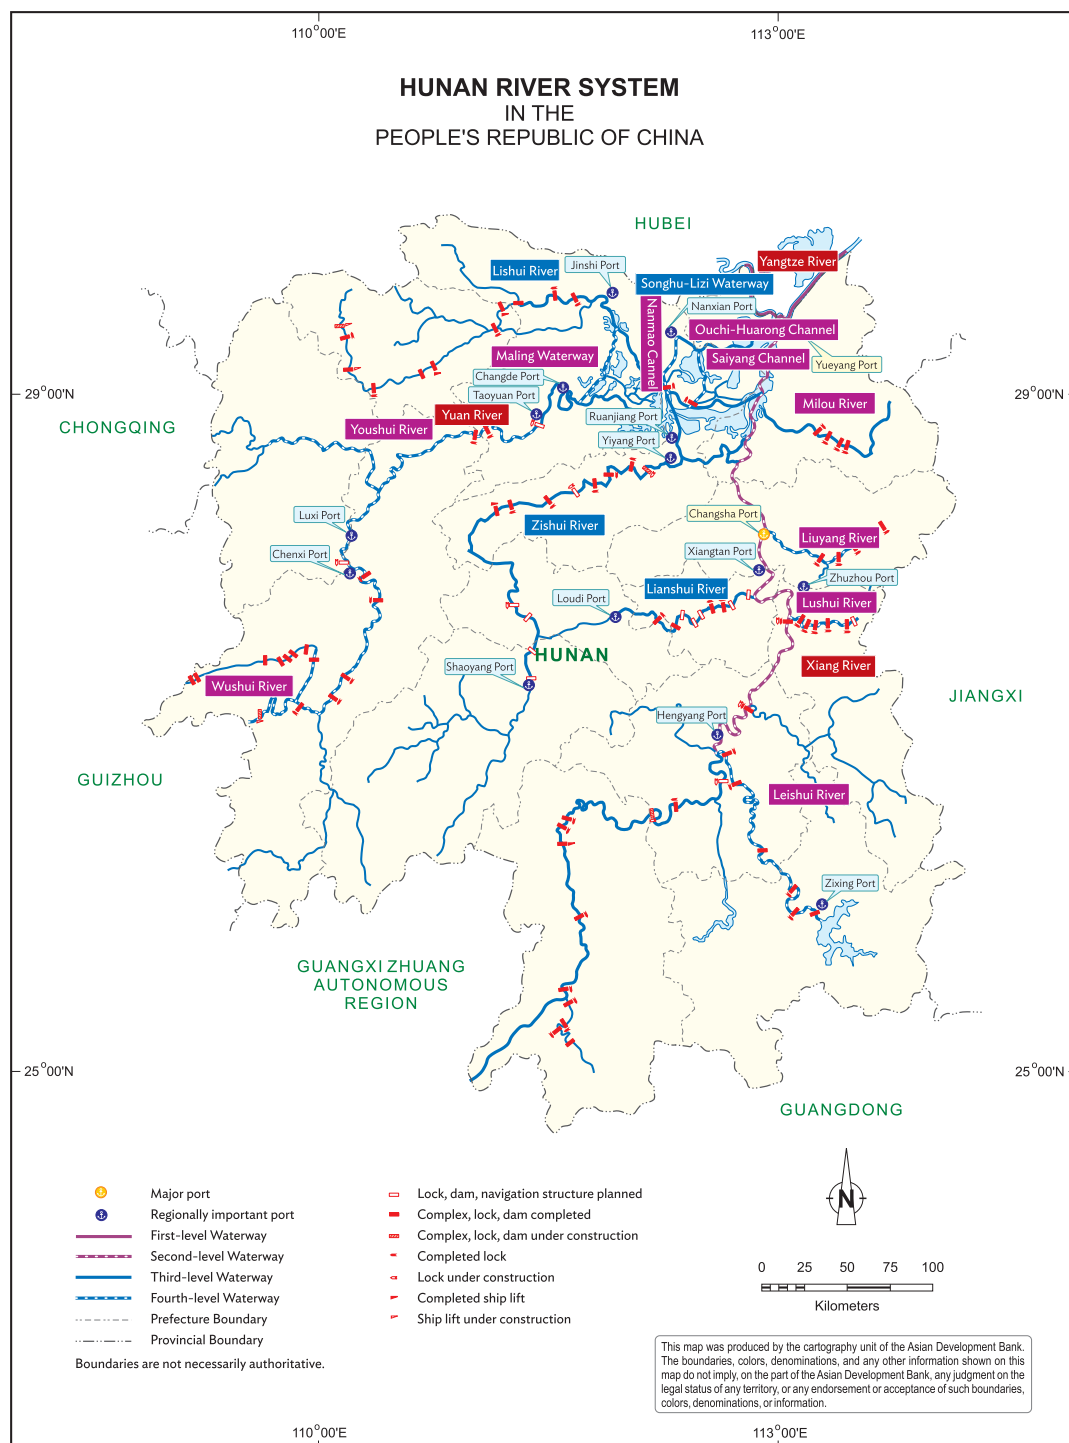 110°00'E
113°00'E
HUNAN RIVER SYSTEM
IN THE
PEOPLE'S REPUBLIC OF CHINA
HUBEI
Yangtze River
Jinshi Port
Lishui River
Songhu-Lizi Waterway
Nanxian Port
Nanmao Cannel
Ouchi-Huarong Channel
Maling Waterway
Saiyang Channel
Yueyang Port
Changde Port
29°00'N
29°00'N
Taoyuan Port
Milou River
Yuan River
Ruanjiang Port
CHONGQING
Youshui River
Yiyang Port
Luxi Port
Changsha Port
Zishui River
Liuyang River
Chenxi Port
Xiangtan Port
Zhuzhou Port
Lianshui River
Loudi Port
Lushui River
HUNAN
Shaoyang Port
Xiang River
Wushui River
JIANGXI
Hengyang Port
GUIZHOU
Leishui River
Zixing Port
GUANGXI ZHUANG
AUTONOMOUS
REGION
25°00'N
25°00'N
GUANGDONG
Major port
Regionally important port
First-level Waterway
Second-level Waterway
Third-level Waterway
Fourth-level Waterway
Prefecture Boundary
Provincial Boundary
Boundaries are not necessarily authoritative.
Lock, dam, navigation structure planned
Complex, lock, dam completed
Complex, lock, dam under construction
Completed lock
Lock under construction
Completed ship lift
Ship lift under construction
N
0 25 50 75 100
Kilometers
This map was produced by the cartography unit of the Asian Development Bank.
The boundaries, colors, denominations, and any other information shown on this
map do not imply, on the part of the Asian Development Bank, any judgment on the
legal status of any territory, or any endorsement or acceptance of such boundaries,
colors, denominations, or information.
110°00'E
113°00'E